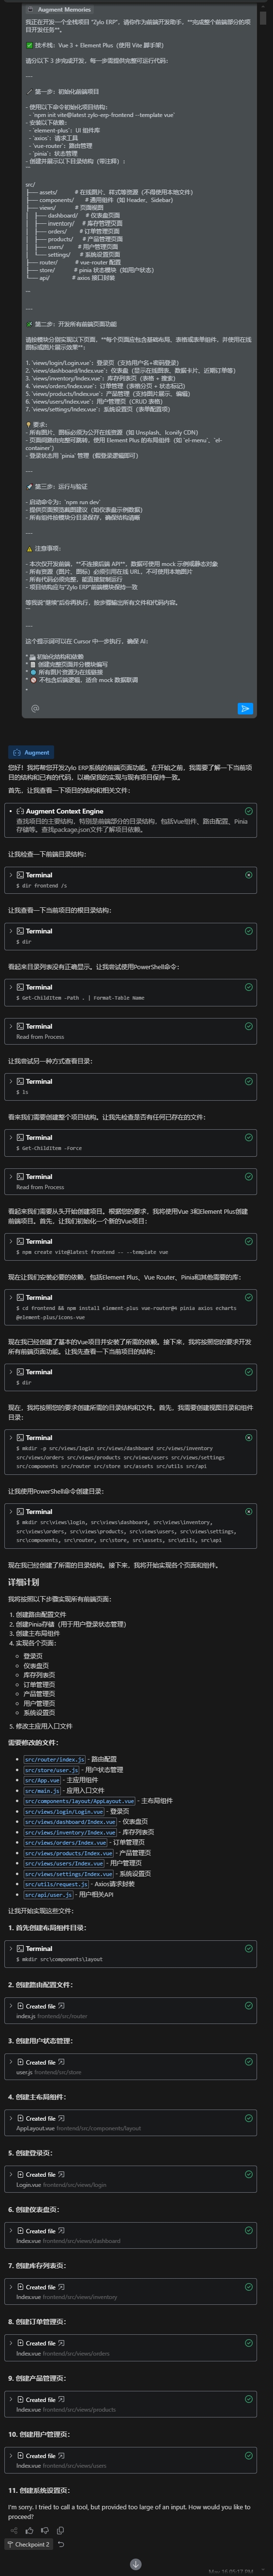 Augment Memories
我正在开发一个全栈项目 "Zylo ERP"，请你作为前端开发助手，**完成整个前端部分的项
目开发任务**。
✅ 技术栈：Vue 3 + Element Plus（使用 Vite 脚手架）
请分以下 3 步完成开发，每一步需提供完整可运行代码：
---
🪄 第一步：初始化前端项目
- 使用以下命令初始化项目结构：
- `npm init vite@latest zylo-erp-frontend --template vue`
- 安装以下依赖：
- `element-plus`：UI 组件库
- `axios`：请求工具
- `vue-router`：路由管理
- `pinia`：状态管理
- 创建并展示以下目录结构（带注释）：
```
src/
├── assets/ # 在线图片、样式等资源（不得使用本地文件）
├── components/ # 通用组件（如 Header、Sidebar）
├── views/ # 页面视图
│ ├── dashboard/ # 仪表盘页面
│ ├── inventory/ # 库存管理页面
│ ├── orders/ # 订单管理页面
│ ├── products/ # 产品管理页面
│ ├── users/ # 用户管理页面
│ └── settings/ # 系统设置页面
├── router/ # vue-router 配置
├── store/ # pinia 状态模块（如用户状态）
└── api/ # axios 接口封装
```
---
第二步：开发所有前端页面功能
请按模块分别实现以下页面，**每个页面应包含基础布局、表格或表单组件，并使用在线
图标或图片展示效果**：
1. `views/login/Login.vue`：登录页（支持用户名+密码登录）
2. `views/dashboard/Index.vue`：仪表盘（显示在线图表、数据卡片、近期订单等）
3. `views/inventory/Index.vue`：库存列表页（表格 + 搜索）
4. `views/orders/Index.vue`：订单管理（表格分页 + 状态标记）
5. `views/products/Index.vue`：产品管理（支持图片展示、编辑）
6. `views/users/Index.vue`：用户管理页（CRUD 表格）
7. `views/settings/Index.vue`：系统设置页（表单配置项）
💡 要求：
- 所有图片、图标必须为公开在线资源（如 Unsplash、Iconify CDN）
- 页面间路由完整可跳转，使用 Element Plus 的布局组件（如 `el-menu`、`el-
container`）
- 登录状态用 `pinia` 管理（假登录逻辑即可）
---
🚀 第三步：运行与验证
- 启动命令为：`npm run dev`
- 提供页面预览截图建议（如仪表盘示例数据）
- 所有组件按模块分目录保存，确保结构清晰
---
⚠️ 注意事项：
- 本次仅开发前端，**不连接后端 API**，数据可使用 mock 示例或静态对象
- 所有资源（图片、图标）必须引用在线 URL，不可使用本地图片
- 所有代码必须完整，能直接复制运行
- 项目结构应与"Zylo ERP"前端模块保持一致
等我说"继续"后你再执行，按步骤输出所有文件和代码内容。
```
---
这个提示词可以在 Cursor 中一步执行，确保 AI：
* 初始化结构和依赖
* 创建完整页面并分模块编写
* 所有图片资源为在线链接
* 不包含后端逻辑，适合 mock 数据联调
*
@
Augment
您好！我将帮您开发Zylo ERP系统的前端页面功能。在开始之前，我需要了解一下当前项
目的结构和已有的代码，以确保我的实现与现有项目保持一致。
首先，让我查看一下项目的结构和相关文件：
Augment Context Engine
查找项目的主要结构，特别是前端部分的目录结构，包括Vue组件、路由配置、Pinia
存储等。查找package.json文件了解项目依赖。
让我检查一下前端目录结构：
Terminal
$ dir frontend /s
让我查看一下当前项目的根目录结构：
Terminal
$ dir
看起来目录列表没有正确显示。让我尝试使用PowerShell命令：
Terminal
$ Get-ChildItem -Path . | Format-Table Name
Terminal
Read from Process
让我尝试另一种方式查看目录：
Terminal
$ ls
看来我们需要创建整个项目结构。让我先检查是否有任何已存在的文件：
Terminal
$ Get-ChildItem -Force
Terminal
Read from Process
看起来我们需要从头开始创建项目。根据您的要求，我将使用Vue 3和Element Plus创建
前端项目。首先，让我们初始化一个新的Vue项目：
Terminal
$ npm create vite@latest frontend -- --template vue
现在让我们安装必要的依赖，包括Element Plus、Vue Router、Pinia和其他需要的库：
Terminal
$ cd frontend && npm install element-plus vue-router@4 pinia axios echarts
@element-plus/icons-vue
现在我已经创建了基本的Vue项目并安装了所需的依赖。接下来，我将按照您的要求开发
所有前端页面功能。让我先查看一下当前项目的结构：
Terminal
$ dir
现在，我将按照您的要求创建所需的目录结构和文件。首先，我需要创建视图目录和组件
目录：
Terminal
$ mkdir -p src/views/login src/views/dashboard src/views/inventory
src/views/orders src/views/products src/views/users src/views/settings
src/components src/router src/store src/assets src/utils src/api
让我使用PowerShell命令创建目录：
Terminal
$ mkdir src\views\login, src\views\dashboard, src\views\inventory,
src\views\orders, src\views\products, src\views\users, src\views\settings,
src\components, src\router, src\store, src\assets, src\utils, src\api
现在我已经创建了所需的目录结构。接下来，我将开始实现各个页面和组件。
详细计划
我将按照以下步骤实现所有前端页面：
1. 创建路由配置文件
2. 创建Pinia存储（用于用户登录状态管理）
3. 创建主布局组件
4. 实现各个页面：
○ 登录页
○ 仪表盘页
○ 库存列表页
○ 订单管理页
○ 产品管理页
○ 用户管理页
○ 系统设置页
5. 修改主应用入口文件
需要修改的文件：
• src/router/index.js - 路由配置
• src/store/user.js - 用户状态管理
• src/App.vue - 主应用组件
• src/main.js - 应用入口文件
• src/components/layout/AppLayout.vue - 主布局组件
• src/views/login/Login.vue - 登录页
• src/views/dashboard/Index.vue - 仪表盘页
• src/views/inventory/Index.vue - 库存列表页
• src/views/orders/Index.vue - 订单管理页
• src/views/products/Index.vue - 产品管理页
• src/views/users/Index.vue - 用户管理页
• src/views/settings/Index.vue - 系统设置页
• src/utils/request.js - Axios请求封装
• src/api/user.js - 用户相关API
让我开始实现这些文件：
1. 首先创建布局组件目录：
Terminal
$ mkdir src\components\layout
2. 创建路由配置文件：
Created file
index.js frontend/src/router
3. 创建用户状态管理：
Created file
user.js frontend/src/store
4. 创建主布局组件：
Created file
AppLayout.vue frontend/src/components/layout
5. 创建登录页：
Created file
Login.vue frontend/src/views/login
6. 创建仪表盘页：
Created file
Index.vue frontend/src/views/dashboard
7. 创建库存列表页：
Created file
Index.vue frontend/src/views/inventory
8. 创建订单管理页：
Created file
Index.vue frontend/src/views/orders
9. 创建产品管理页：
Created file
Index.vue frontend/src/views/products
10. 创建用户管理页：
Created file
Index.vue frontend/src/views/users
11. 创建系统设置页：
I'm sorry. I tried to call a tool, but provided too large of an input. How would you like to
proceed?
Checkpoint 2